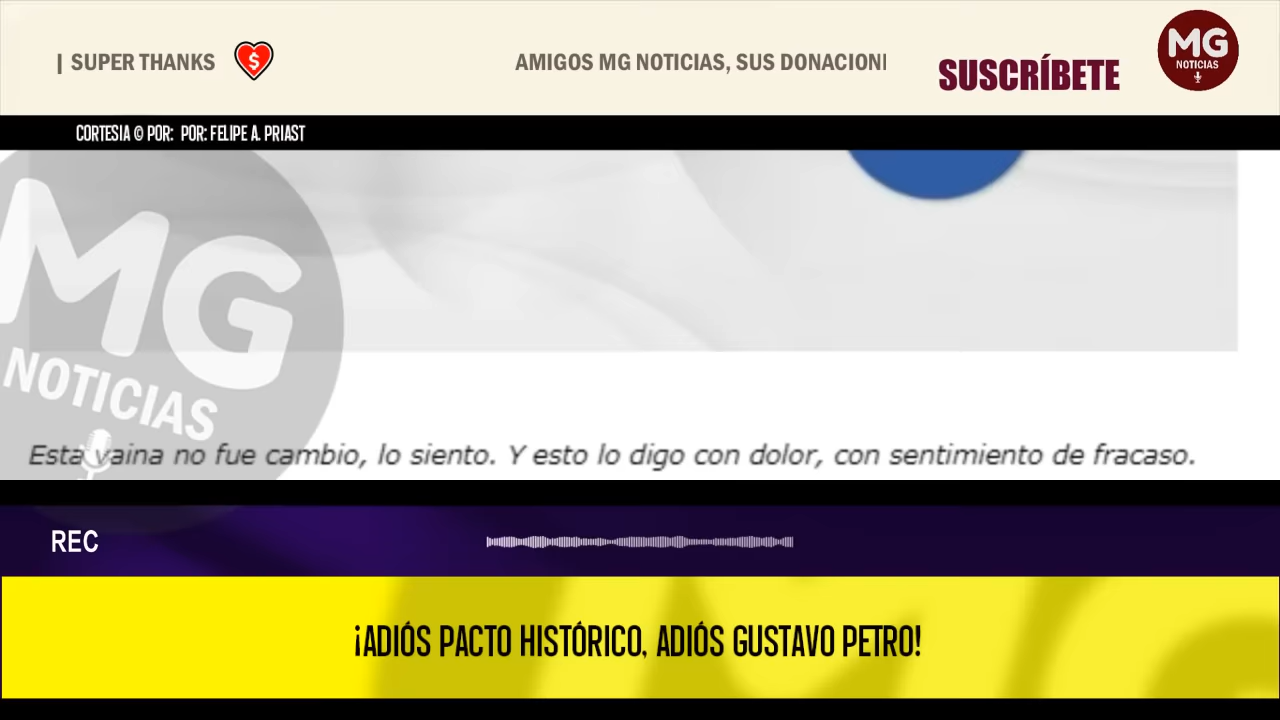 | SUPER THANKS
$
AMIGOS MG NOTICIAS, SUS DONACIONI
SUSCRÍBETE
MG
NOTICIAS
CORTESIA © POR: POR: FELIPE A. PRIAST
MG
NOTICIAS
Esta vaina no fue cambio, lo siento. Y esto lo digo con dolor, con sentimiento de fracaso.
REC
¡ADIÓS PACTO HISTÓRICO, ADIÓS GUSTAVO PETRO!